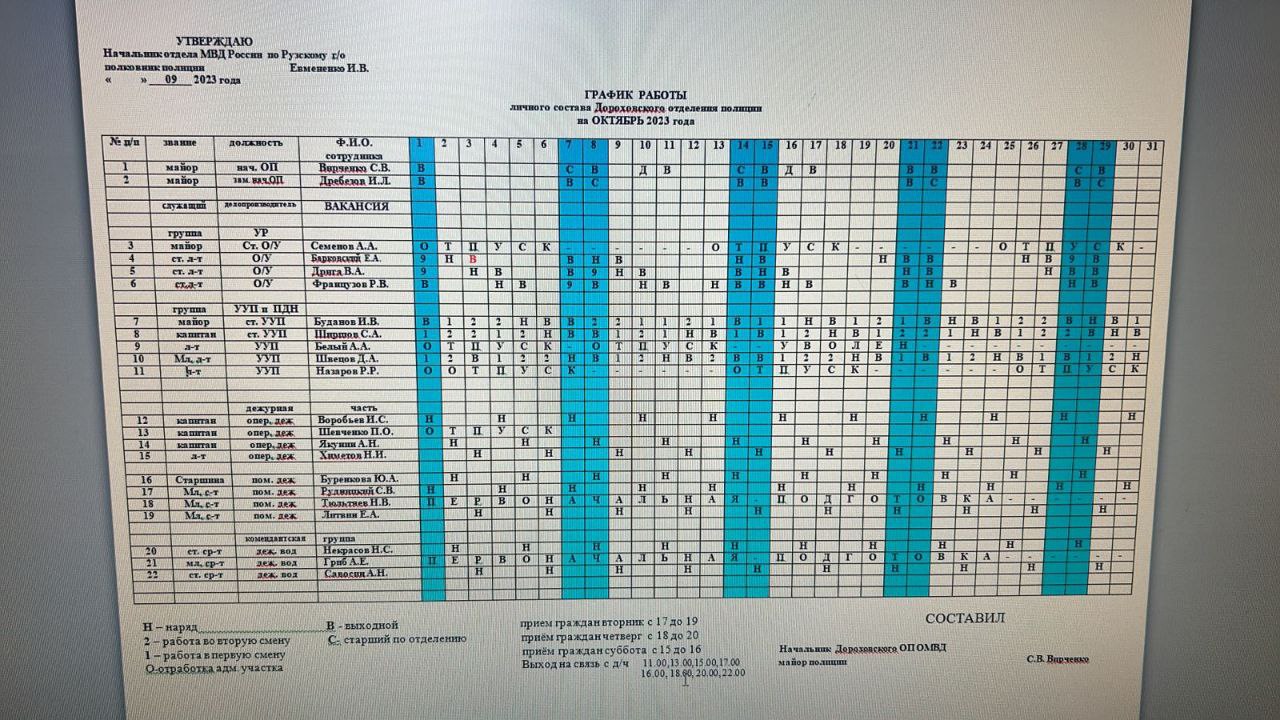 УТВЕРЖДАЮ
Начальник отдела МВД России по Рузскому г/о
полковник полиции Евмененко И.В.
« » 09 2023 года
ГРАФИК РАБОТЫ
личного состава Дороховского отделения полиции
на ОКТЯБРЬ 2023 года
№ п/п звание должность Ф.И.О. сотрудника 1 2 3 4 5 6 7 8 9 10 11 12 13 14 15 16 17 18 19 20 21 22 23 24 25 26 27 28 29 30 31
1 майор нач. ОП Вирченко С.В. В С В Д В С В Д В В В С В
2 майор зам. нач.ОП Дребезов И.Л. В В С В В В С В С
служащий делопроизводитель ВАКАНСИЯ
группа УР
3 майор Ст. О/У Семенов А.А. О Т П У С К - - - - - - О Т П У С К - - - - - - О Т П У С К -
4 ст. л-т О/У Барковский Е.А. 9 Н В В Н В Н В Н В В Н В 9 В
5 ст. л-т О/У Дряга В.А. 9 Н В В 9 Н В В Н В Н В Н В В
6 ст.л-т О/У Французов Р.В. В Н В 9 В Н В Н В В Н В В Н В Н В
группа УУП и ПДН
7 майор ст. УУП Буданов И.В. В 1 2 2 Н В В 2 2 1 1 2 1 В 1 1 Н В 1 2 1 В Н В 1 2 2 В Н В 1
8 капитан ст. УУП Ширшов С.А. 1 2 2 1 2 Н В В 1 2 1 Н В 1 В 1 2 Н В 1 2 2 1 Н В 1 2 2 Н Н В
9 л-т УУП Белый А.А. О Т П У С К - - О Т П У С К - - У В О Л Е Н -
10 Мл. л-т УУП Швецов Д.А. 1 2 В 1 2 2 Н В 1 2 Н В 2 В В 1 2 2 Н В 1 В 1 2 Н В 1 В 1 2 Н
11 л-т УУП Назаров Р.Р. О О Т П У С К - - - - - - О Т П У С К - - - - - - О Т П У С К
дежурная часть
12 капитан опер. деж Воробьев И.С. Н Н Н Н Н Н Н Н Н Н Н
13 капитан опер. деж Шевченко П.О. О Т П У С К
14 капитан опер. деж Якунин А.Н. Н Н Н Н Н Н Н Н Н Н
15 л-т опер. деж Химетов Н.И. Н Н Н Н Н Н Н Н Н Н
16 Старшина пом. деж Буренкова Ю.А. Н Н Н Н Н Н Н Н Н Н
17 Мл. с-т пом. деж Рудницкий С.В. Н Н Н Н Н Н Н Н Н Н Н
18 Мл. с-т пом. деж Тюльтяев Н.В. П Е Р В О Н А Ч А Л Ь Н А Я - П О Д Г О Т О В К А - - - - - -
19 Мл. с-т пом. деж Литвин Е.А. Н Н Н Н Н Н Н Н Н Н
комендантская группа
20 ст. ср-т деж. вод Некрасов Н.С. Н Н Н Н Н Н Н Н Н Н
21 мл, ср-т деж. вод Гриб А.Е. П Е Р В О Н А Ч А Л Ь Н А Я - П О Д Г О Т О В К А - - - - - -
22 ст. ср-т деж. вод Савосин А.Н. Н Н Н Н Н Н Н Н Н Н
Н – наряд В - выходной
2 – работа во вторую смену С- старший по отделению
1 – работа в первую смену
О-отработка адм. участка
прием граждан вторник с 17 до 19
приём граждан четверг с 18 до 20
приём граждан суббота с 15 до 16
Выход на связь с д/ч 11.00,13.00,15.00,17.00
16.00, 18.00, 20.00, 22.00
СОСТАВИЛ
Начальник Дороховского ОП ОМВД
майор полиции С.В. Вирченко